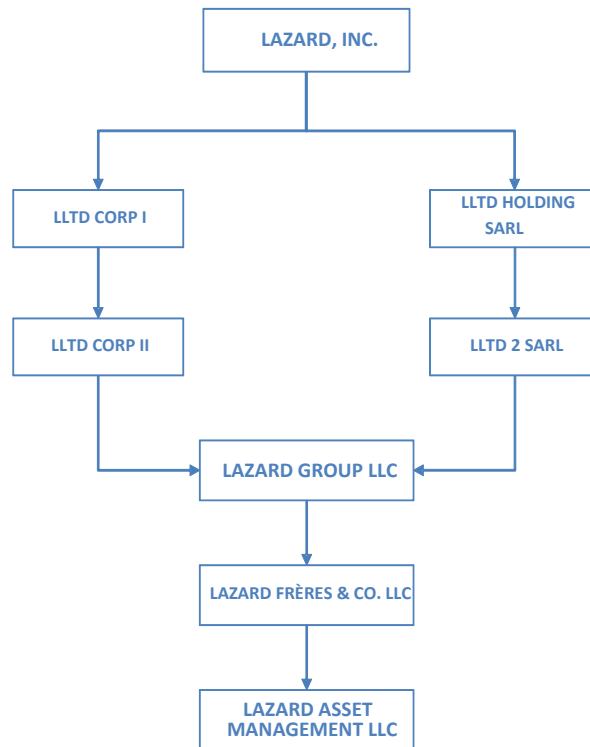 LAZARD, INC.
LLTD CORP I
LLTD HOLDING
SARL
LLTD CORP II
LLTD 2 SARL
LAZARD GROUP LLC
LAZARD FRÈRES & CO. LLC
LAZARD ASSET
MANAGEMENT LLC